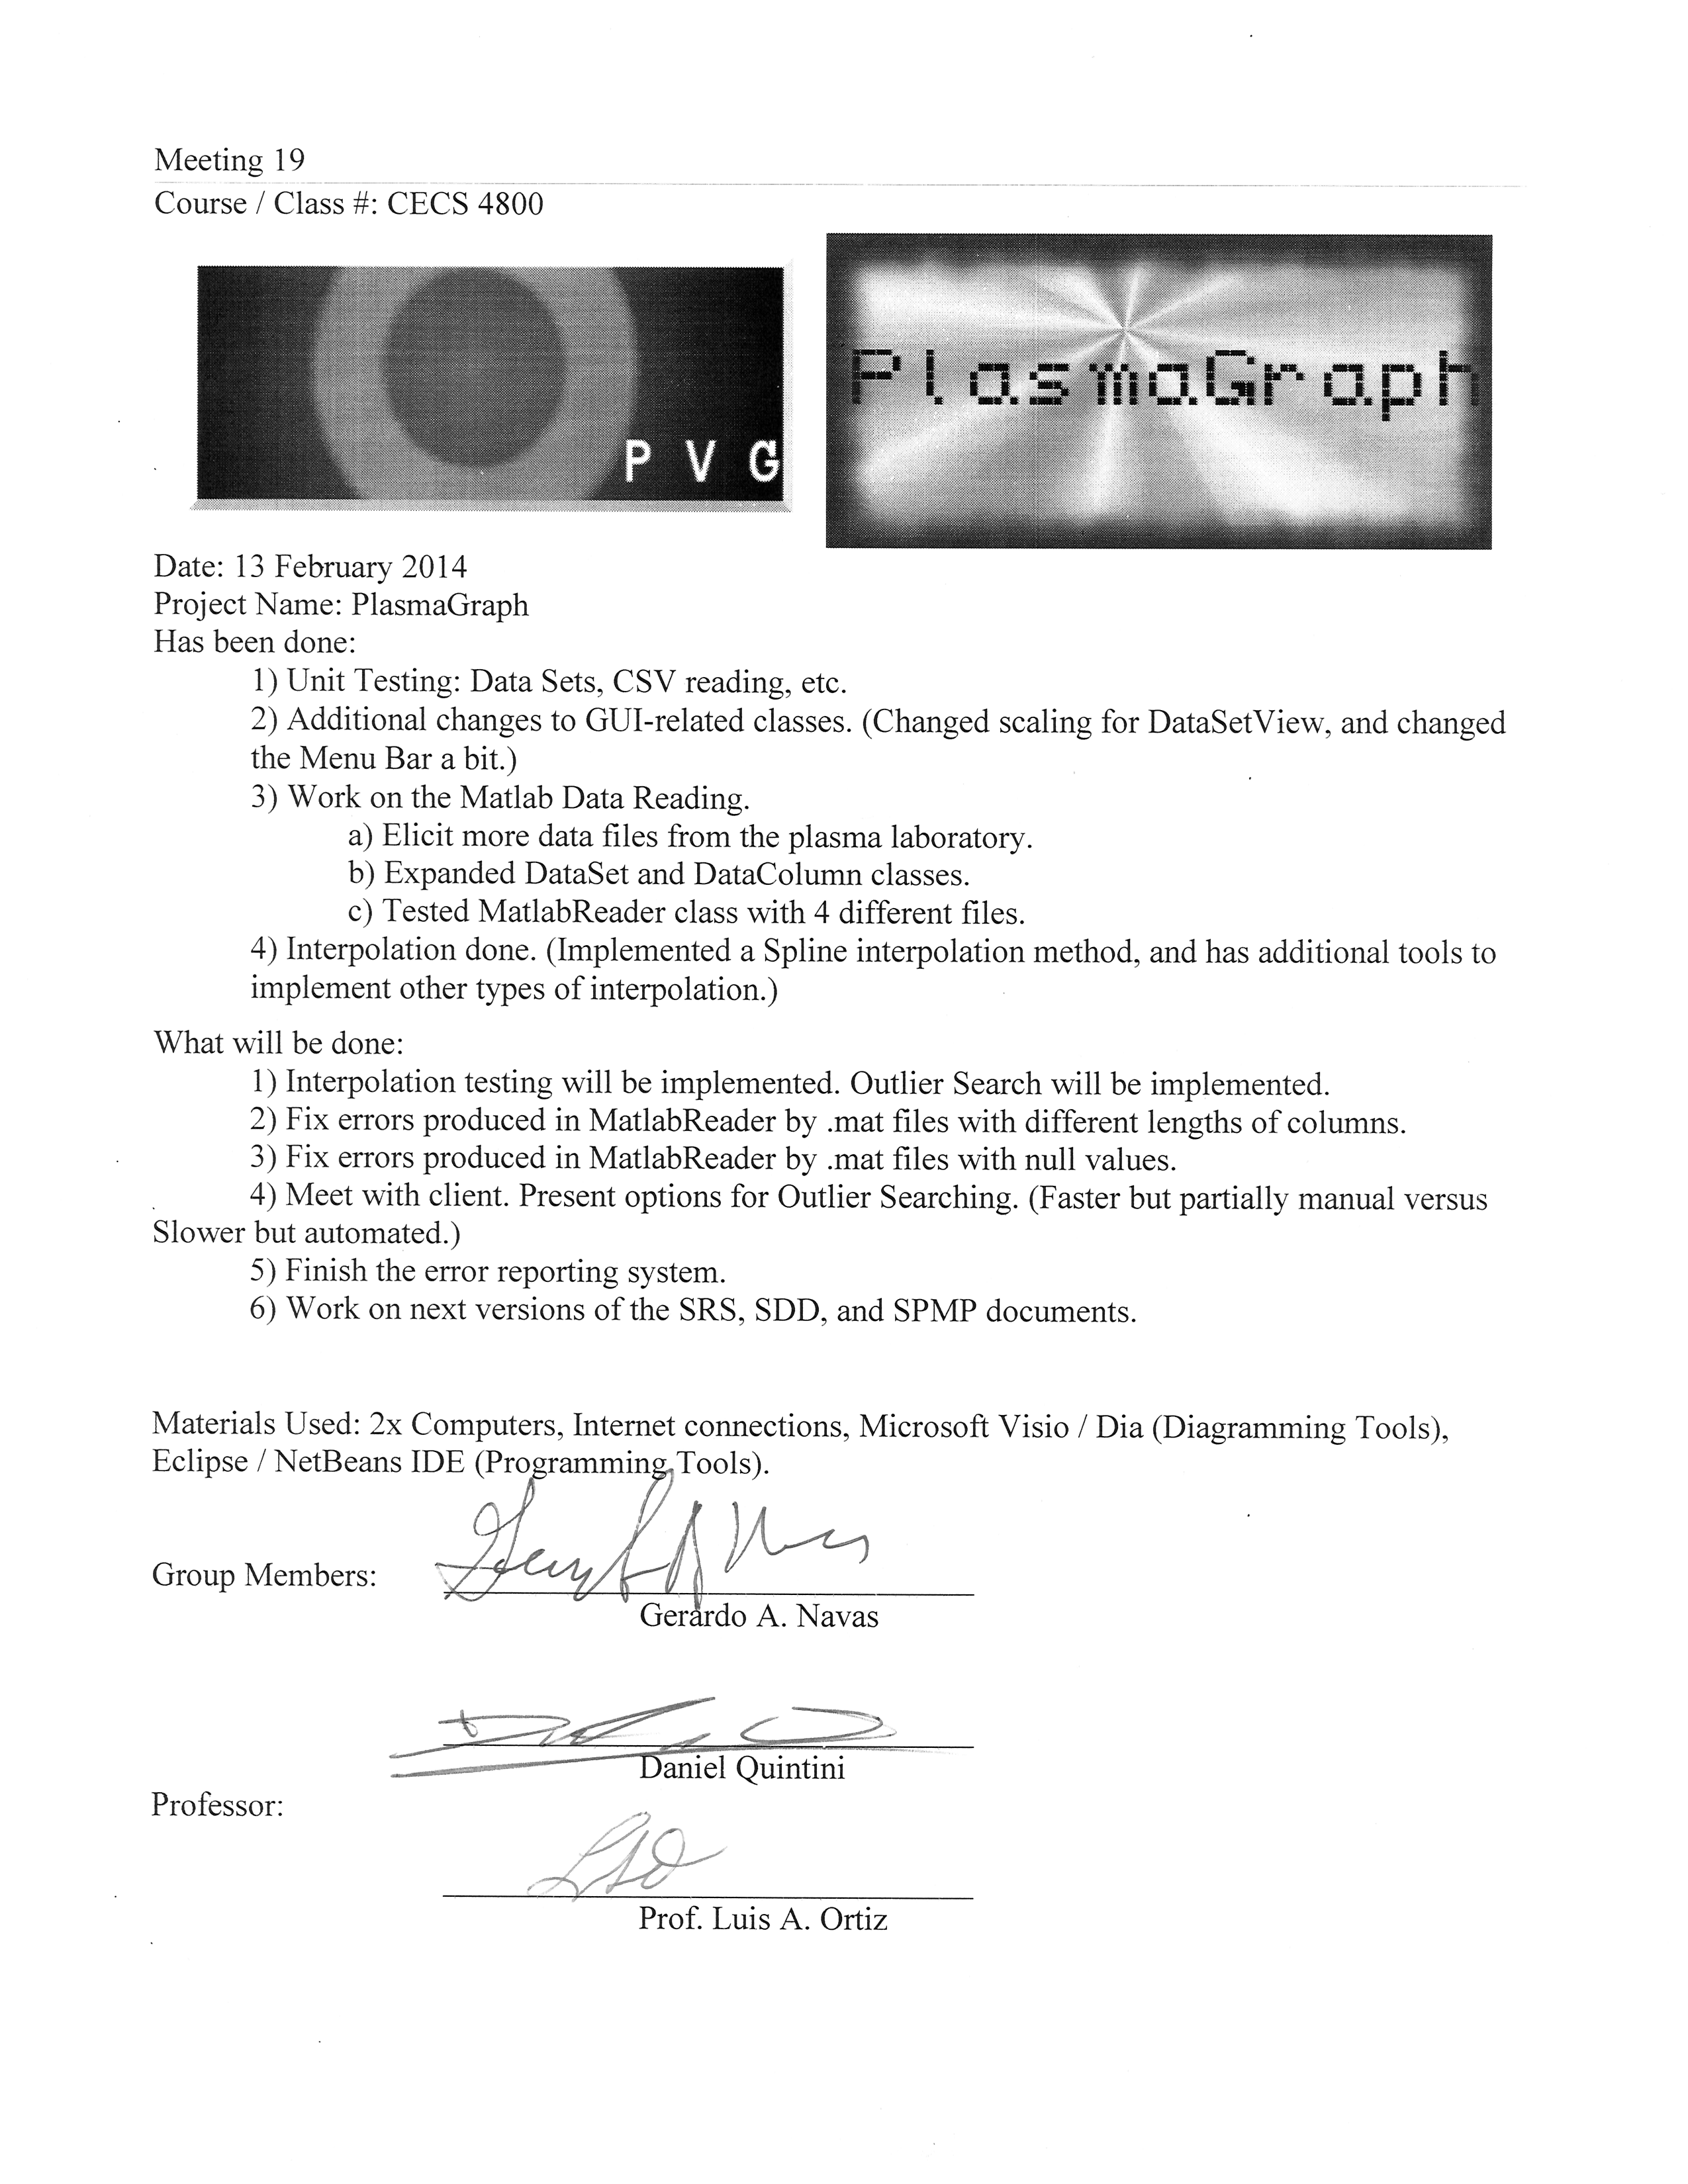 Meeting 19
Course / Class #: CECS 4800
P V G
PlasmaGraph
Date: 13 February 2014
Project Name: PlasmaGraph
Has been done:
1) Unit Testing: Data Sets, CSV reading, etc.
2) Additional changes to GUI-related classes. (Changed scaling for DataSetView, and changed
the Menu Bar a bit.)
3) Work on the Matlab Data Reading.
a) Elicit more data files from the plasma laboratory.
b) Expanded DataSet and DataColumn classes.
c) Tested MatlabReader class with 4 different files.
4) Interpolation done. (Implemented a Spline interpolation method, and has additional tools to
implement other types of interpolation.)
What will be done:
1) Interpolation testing will be implemented. Outlier Search will be implemented.
2) Fix errors produced in MatlabReader by .mat files with different lengths of columns.
3) Fix errors produced in MatlabReader by .mat files with null values.
4) Meet with client. Present options for Outlier Searching. (Faster but partially manual versus
Slower but automated.)
5) Finish the error reporting system.
6) Work on next versions of the SRS, SDD, and SPMP documents.
Materials Used: 2x Computers, Internet connections, Microsoft Visio / Dia (Diagramming Tools),
Eclipse / NetBeans IDE (Programming Tools).
Group Members:
Gerardo A. Navas
Daniel Quintini
Professor:
Prof. Luis A. Ortiz